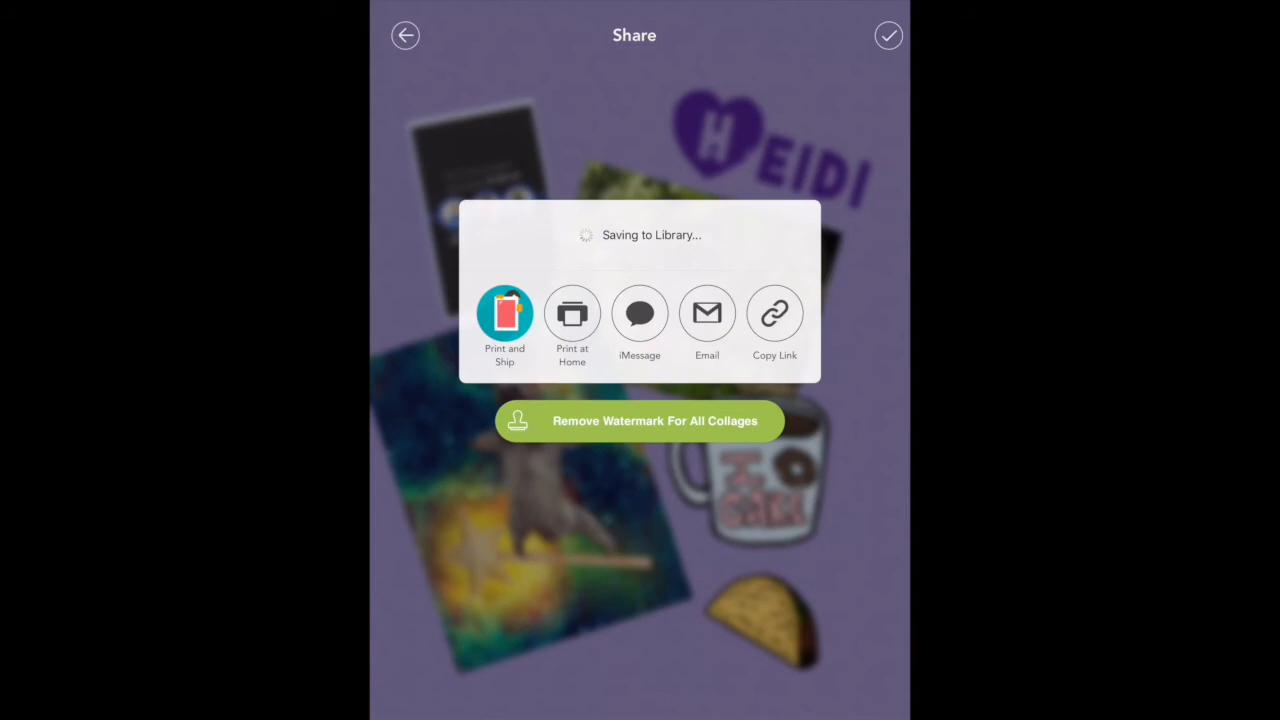 Share
HEIDI
Saving to Library...
Print and
Ship
Print at
Home
iMessage
Email
Copy Link
Remove Watermark For All Collages